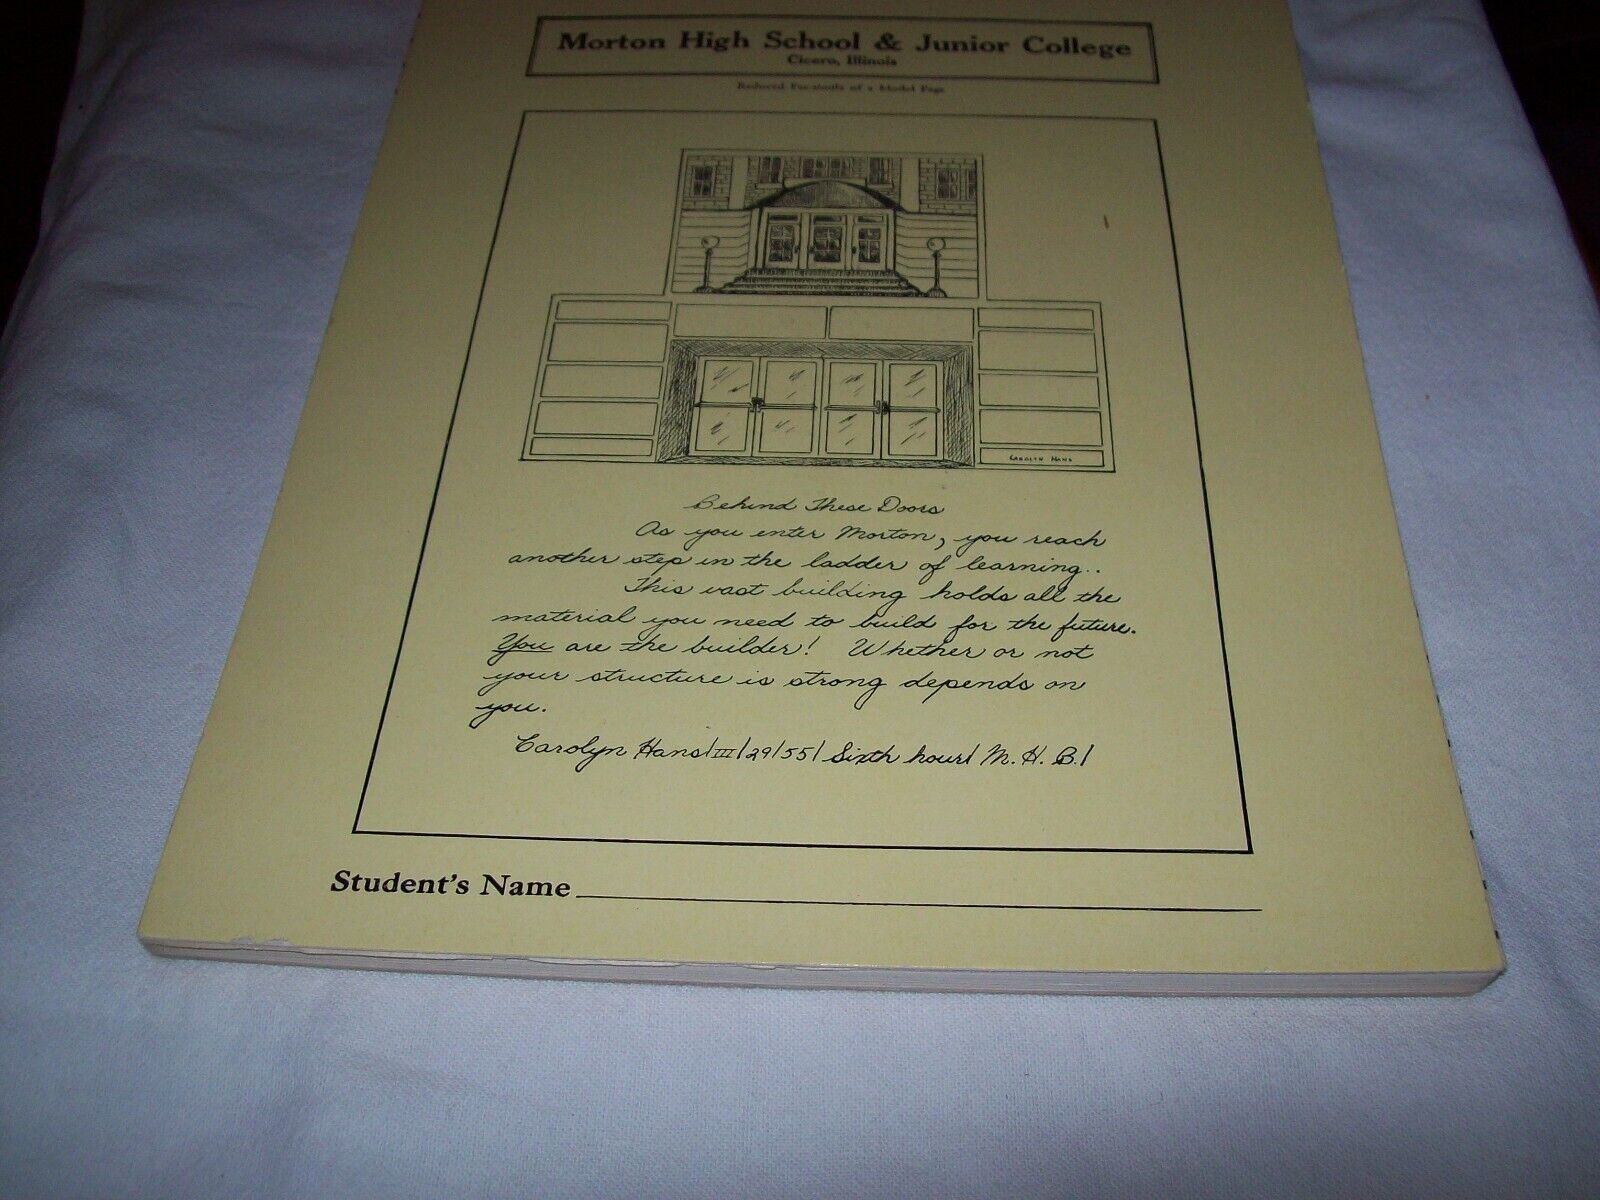 Morton High School & Junior College
Cicero, Illinois
Reduced Fac-simile of a Model Page
CAROLYN HANS
Behind These Doors
As you enter Morton, you reach
another step in the ladder of learning..
This vast building holds all the
material you need to build for the future.
You are the builder! Whether or not
your structure is strong depends on
you.
Carolyn Hans/III/29/55/ Sixth hour/ M. H. B./
Student's Name